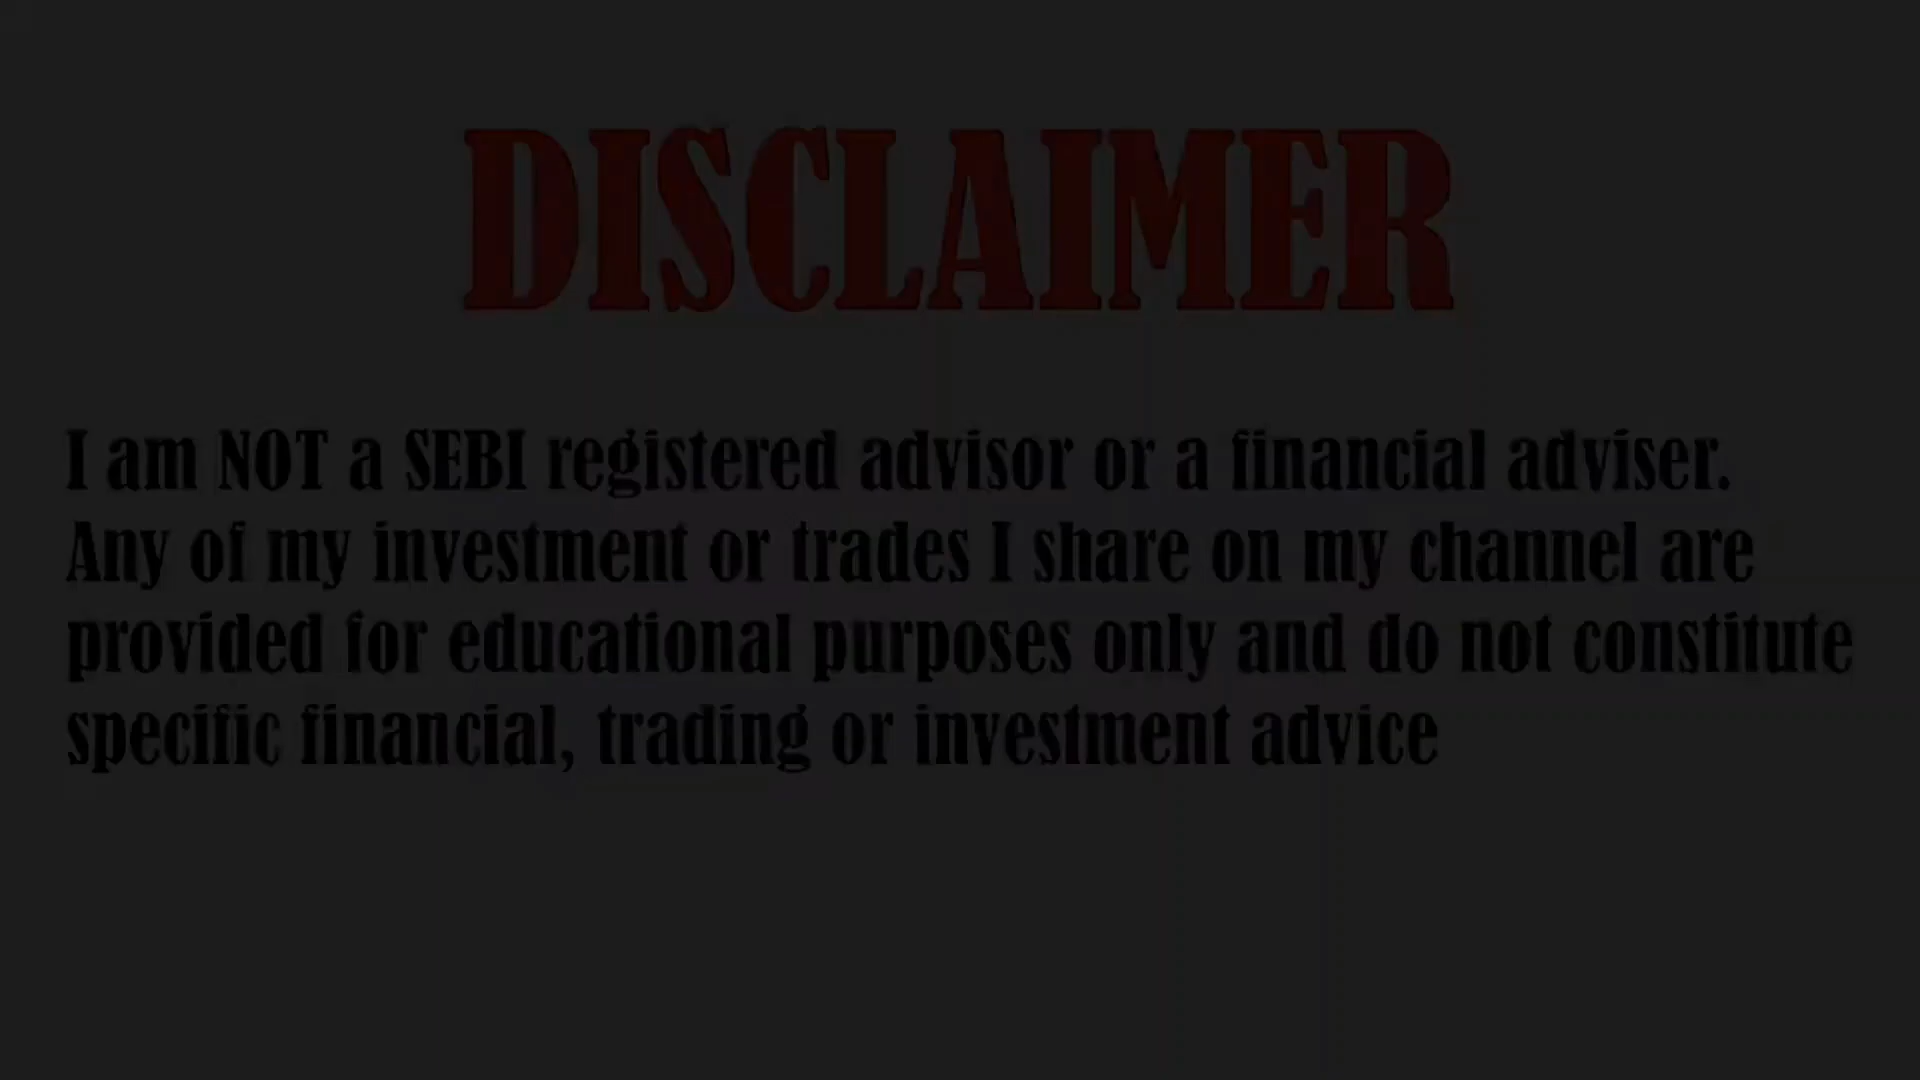 DISCLAIMER
I am NOT a SEBI registered advisor or a financial adviser.
Any of my investment or trades I share on my channel are
provided for educational purposes only and do not constitute
specific financial, trading or investment advice